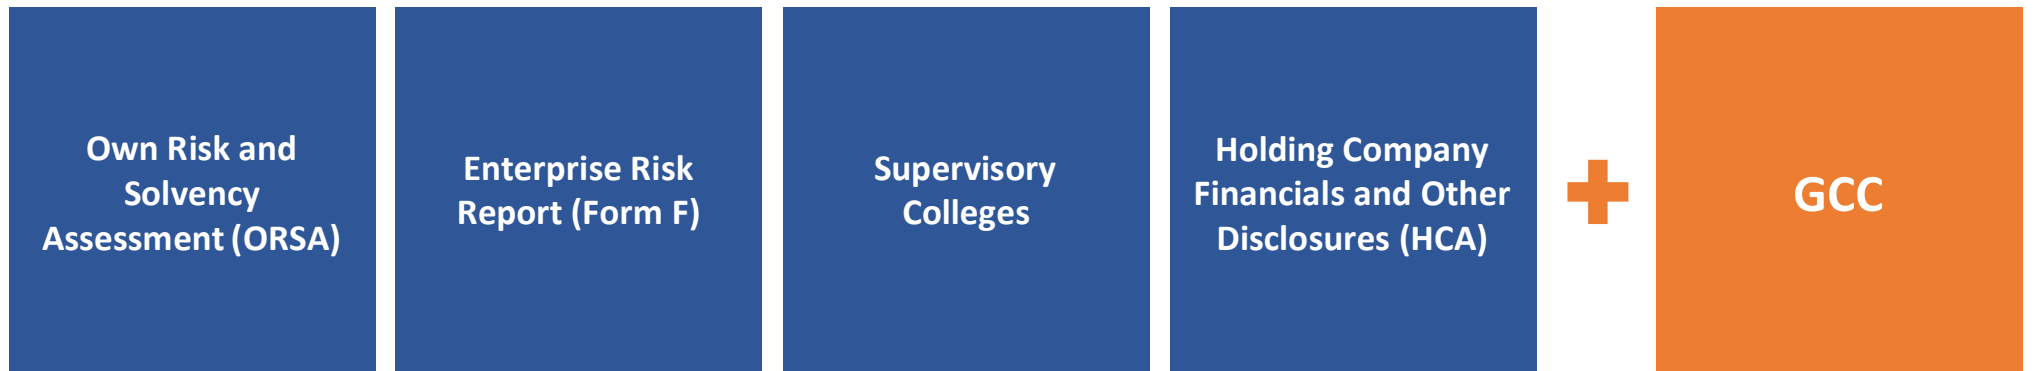 Own Risk and
Solvency
Assessment (ORSA)
Enterprise Risk
Report (Form F)
Supervisory
Colleges
Holding Company
Financials and Other
Disclosures (HCA)
GCC